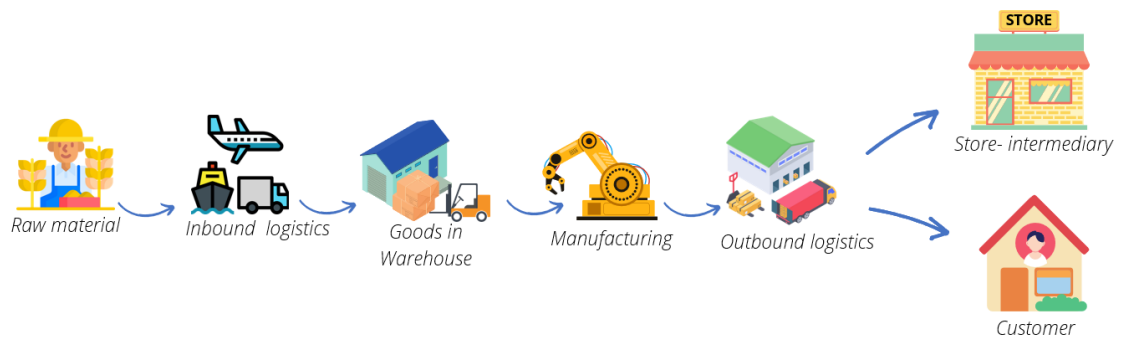 STORE
Store- intermediary
Raw material
Inbound  logistics
Goods in
Warehouse
Manufacturing
Outbound logistics
Customer